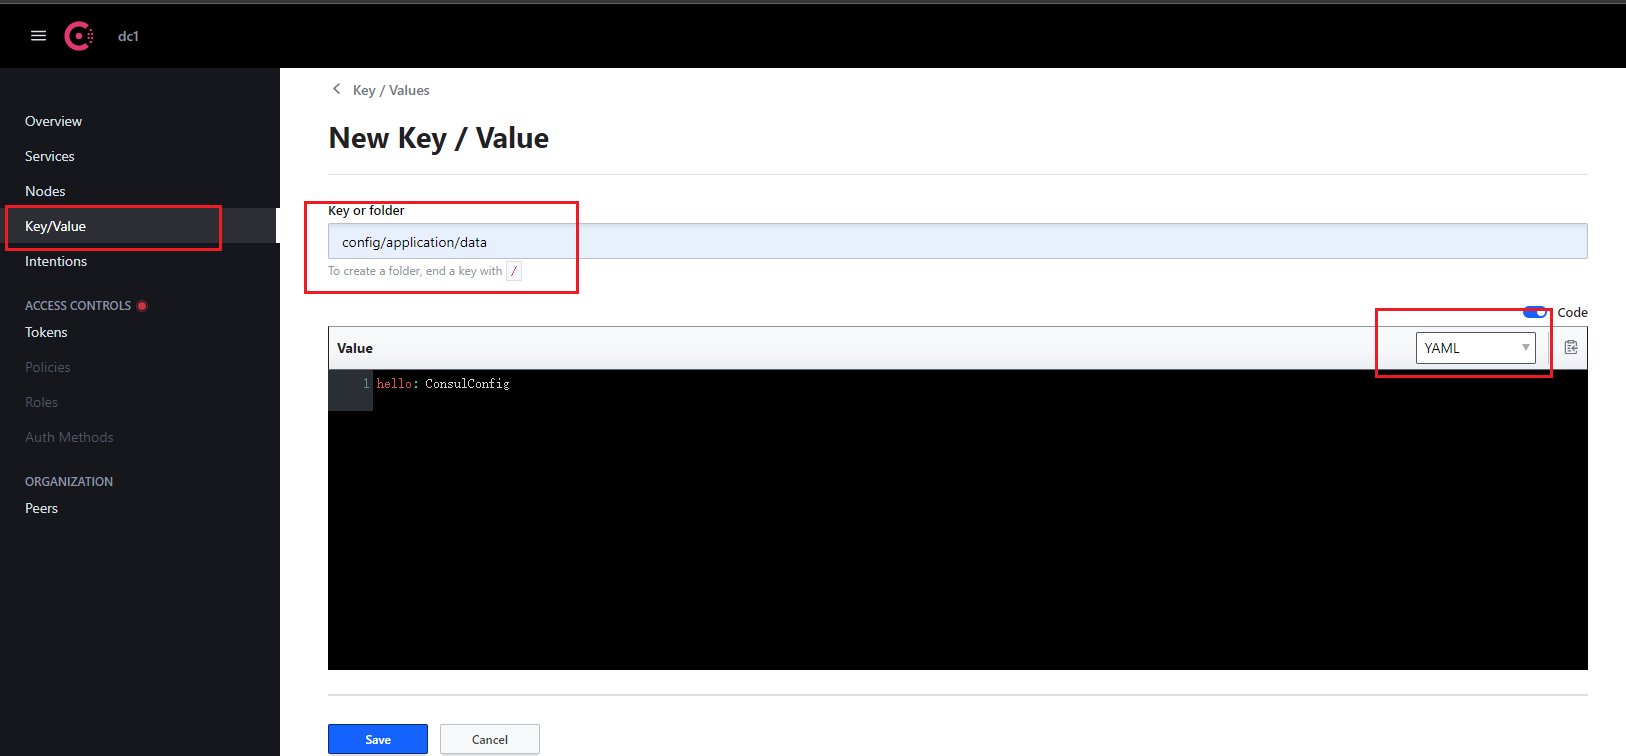 dc1
Overview
Services
Nodes
Key/Value
Intentions
ACCESS CONTROLS
Tokens
Policies
Roles
Auth Methods
ORGANIZATION
Peers
Key / Values
New Key / Value
Key or folder
config/application/data
To create a folder, end a key with /
Code
Value
YAML
1 hello: ConsulConfig
Save
Cancel